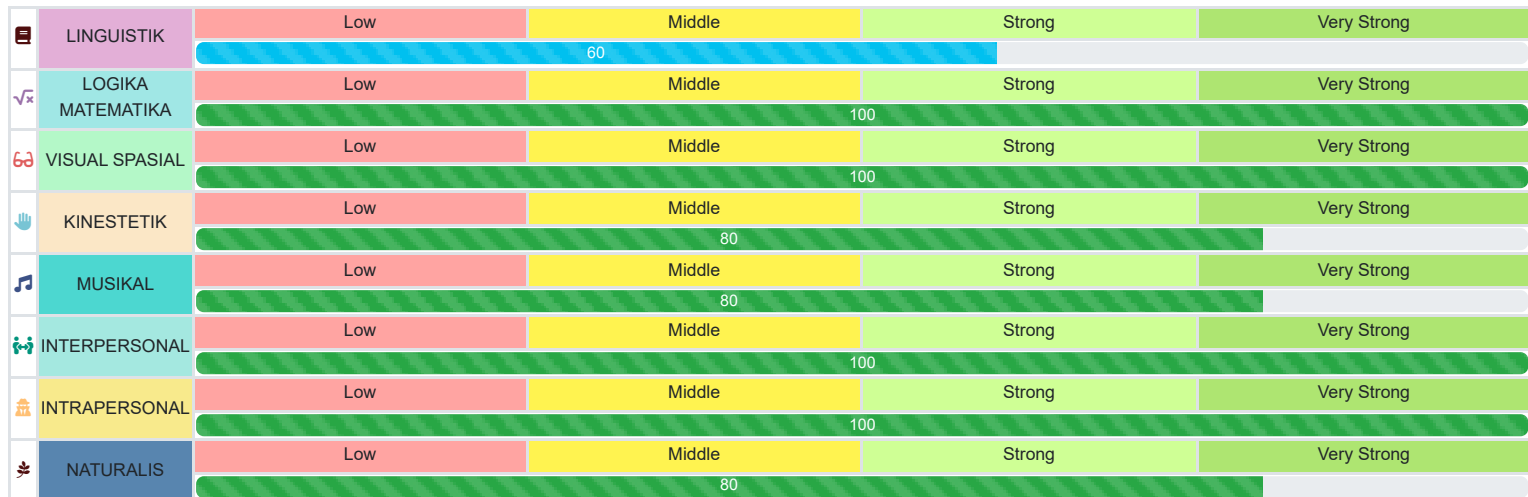 LINGUISTIK
Low Middle Strong Very Strong
60
LOGIKA
MATEMATIKA
Low Middle Strong Very Strong
100
VISUAL SPASIAL
Low Middle Strong Very Strong
100
KINESTETIK
Low Middle Strong Very Strong
80
MUSIKAL
Low Middle Strong Very Strong
80
INTERPERSONAL
Low Middle Strong Very Strong
100
INTRAPERSONAL
Low Middle Strong Very Strong
100
NATURALIS
Low Middle Strong Very Strong
80